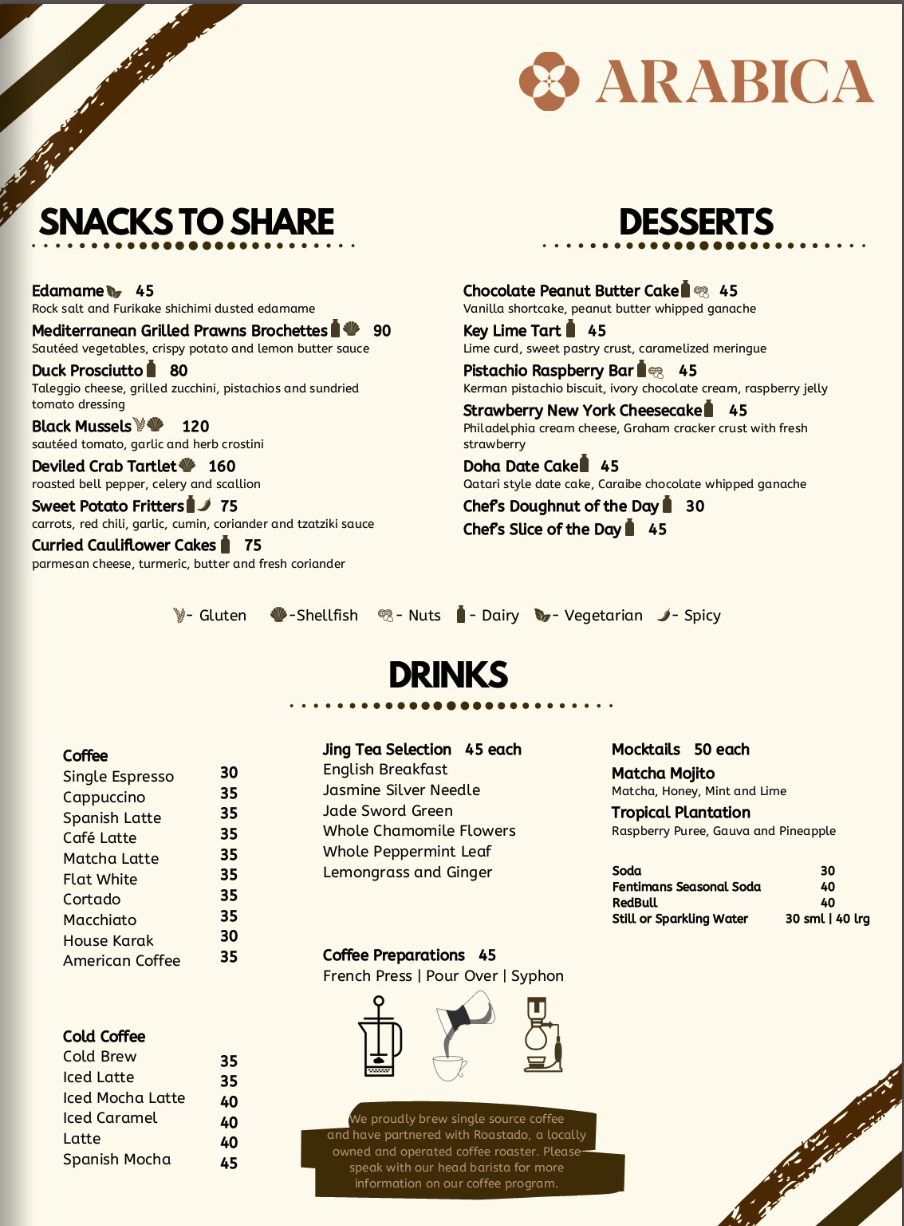 ARABICA
SNACKS TO SHARE
Edamame 45
Rock salt and Furikake shichimi dusted edamame
Mediterranean Grilled Prawns Brochettes 90
Sautéed vegetables, crispy potato and lemon butter sauce
Duck Prosciutto 80
Taleggio cheese, grilled zucchini, pistachios and sundried
tomato dressing
Black Mussels 120
sautéed tomato, garlic and herb crostini
Deviled Crab Tartlet 160
roasted bell pepper, celery and scallion
Sweet Potato Fritters 75
carrots, red chili, garlic, cumin, coriander and tzatziki sauce
Curried Cauliflower Cakes 75
parmesan cheese, turmeric, butter and fresh coriander
DESSERTS
Chocolate Peanut Butter Cake 45
Vanilla shortcake, peanut butter whipped ganache
Key Lime Tart 45
Lime curd, sweet pastry crust, caramelized meringue
Pistachio Raspberry Bar 45
Kerman pistachio biscuit, ivory chocolate cream, raspberry jelly
Strawberry New York Cheesecake 45
Philadelphia cream cheese, Graham cracker crust with fresh
strawberry
Doha Date Cake 45
Qatari style date cake, Caraibe chocolate whipped ganache
Chef's Doughnut of the Day 30
Chef's Slice of the Day 45
- Gluten -Shellfish - Nuts - Dairy - Vegetarian - Spicy
DRINKS
Coffee
Single Espresso 30
Cappuccino 35
Spanish Latte 35
Café Latte 35
Matcha Latte 35
Flat White 35
Cortado 35
Macchiato 35
House Karak 30
American Coffee 35
Cold Coffee
Cold Brew 35
Iced Latte 35
Iced Mocha Latte 40
Iced Caramel 40
Latte 40
Spanish Mocha 45
Jing Tea Selection 45 each
English Breakfast
Jasmine Silver Needle
Jade Sword Green
Whole Chamomile Flowers
Whole Peppermint Leaf
Lemongrass and Ginger
Coffee Preparations 45
French Press | Pour Over | Syphon
We proudly brew single source coffee
and have partnered with Roastado, a locally
owned and operated coffee roaster. Please
speak with our head barista for more
information on our coffee program.
Mocktails 50 each
Matcha Mojito
Matcha, Honey, Mint and Lime
Tropical Plantation
Raspberry Puree, Gauva and Pineapple
Soda 30
Fentimans Seasonal Soda 40
RedBull 40
Still or Sparkling Water 30 sml | 40 lrg